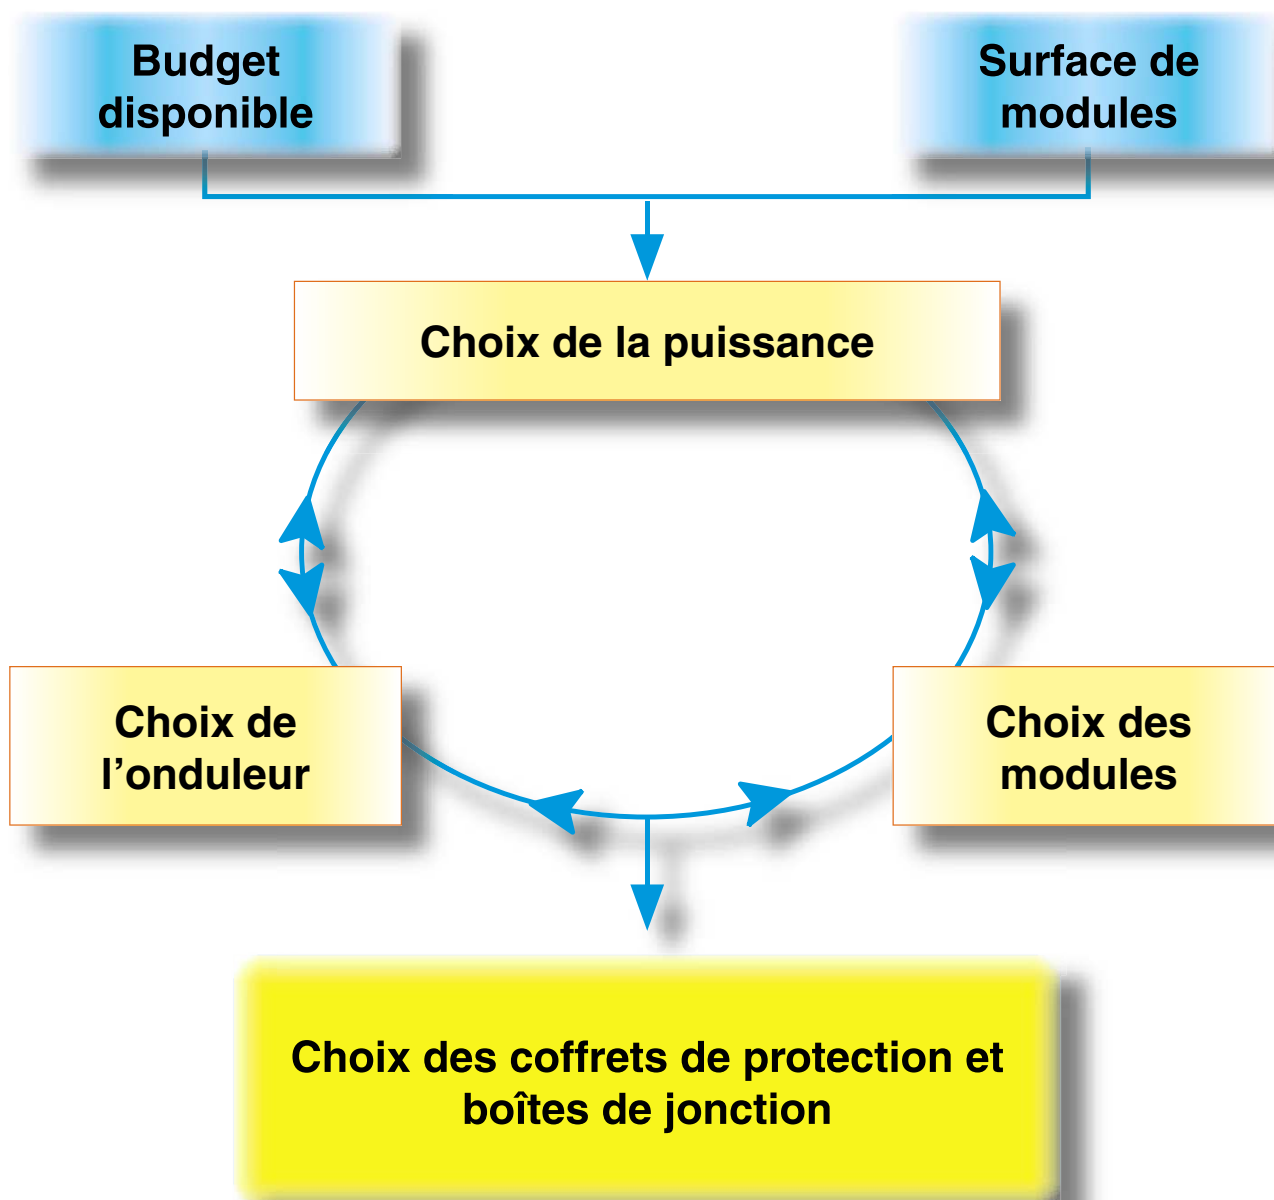 Budget
disponible
Surface de
modules
Choix de la puissance
Choix de
l’onduleur
Choix des
modules
Choix des coffrets de protection et
boîtes de jonction